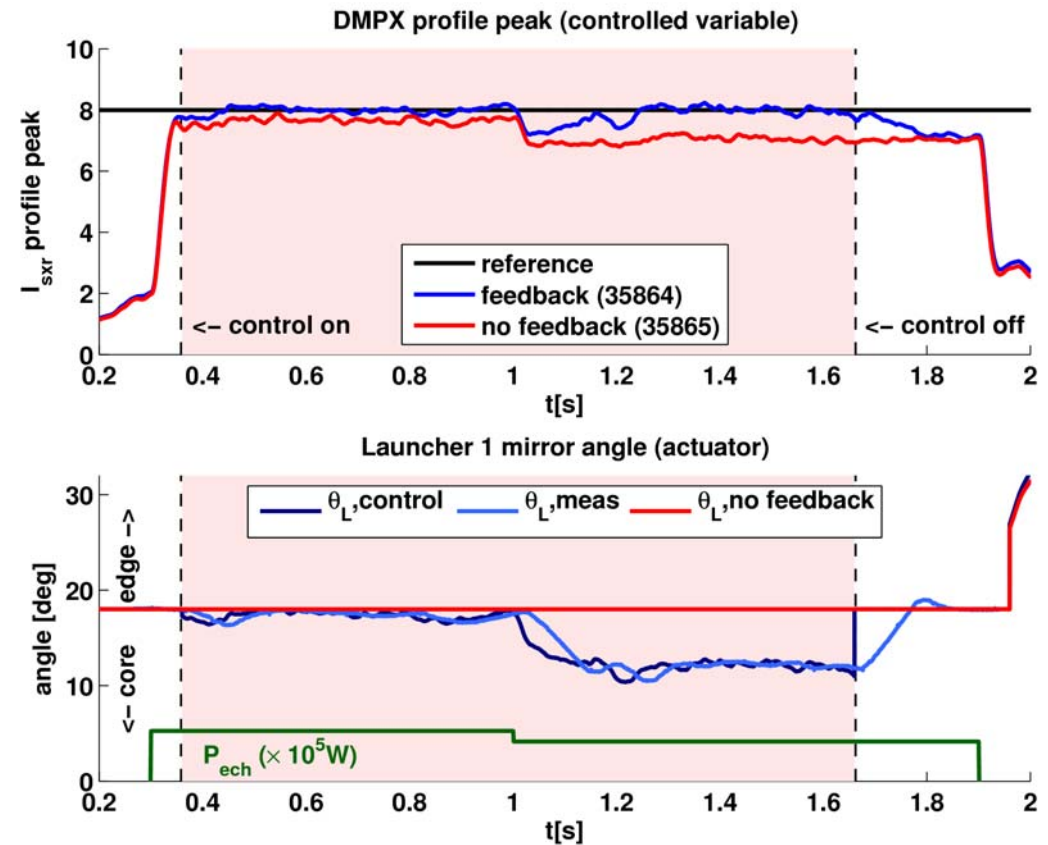 DMPX profile peak (controlled variable)
I_sxr profile peak
10
8
6
4
2
0
reference
feedback (35864)
no feedback (35865)
<− control on
<− control off
0.2 0.4 0.6 0.8 1 1.2 1.4 1.6 1.8 2
t[s]
Launcher 1 mirror angle (actuator)
angle [deg]
30
20
10
0
edge −>
<− core
θ_L,control θ_L,meas θ_L,no feedback
P_ech (× 10^5W)
0.2 0.4 0.6 0.8 1 1.2 1.4 1.6 1.8 2
t[s]